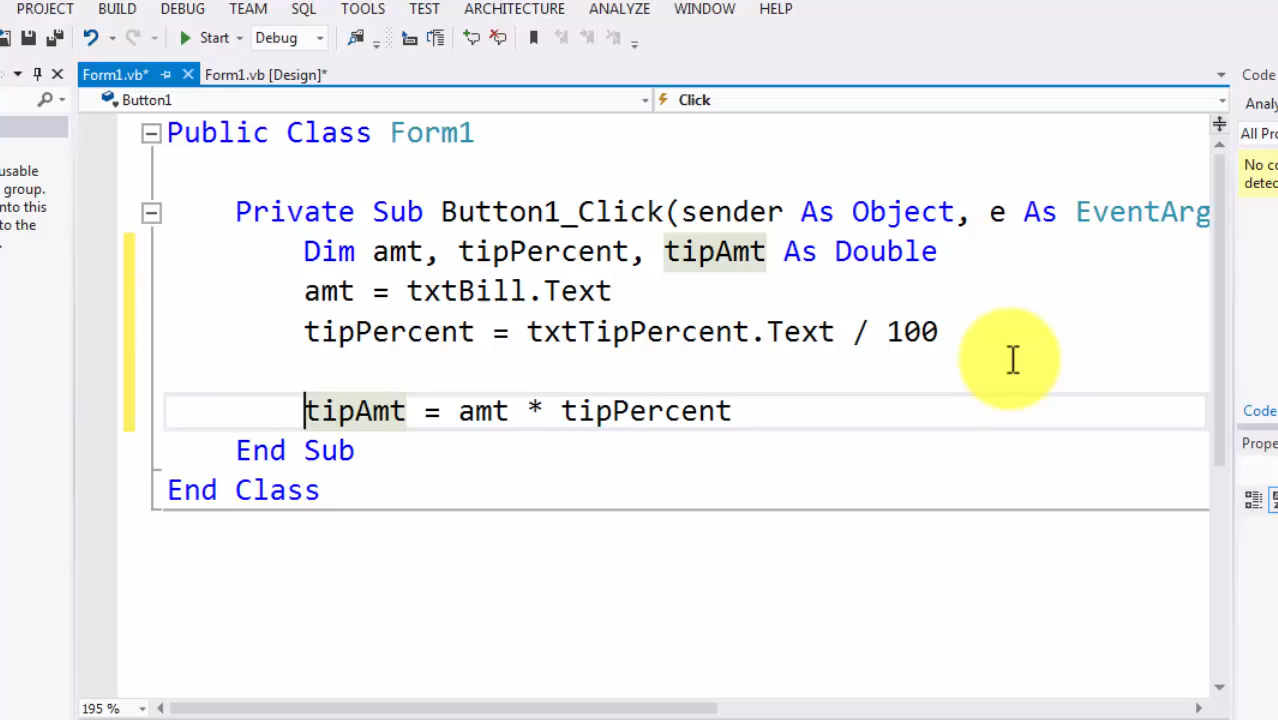 PROJECT BUILD DEBUG TEAM SQL TOOLS TEST ARCHITECTURE ANALYZE WINDOW HELP
Start Debug
Form1.vb* Form1.vb [Design]* Code
Button1 Click Analy
Public Class Form1
All Pro
No co
detec
usable
group.
nto this
to the
Private Sub Button1_Click(sender As Object, e As EventArg
Dim amt, tipPercent, tipAmt As Double
amt = txtBill.Text
tipPercent = txtTipPercent.Text / 100
tipAmt = amt * tipPercent
Code
End Sub
Prope
End Class
195 %